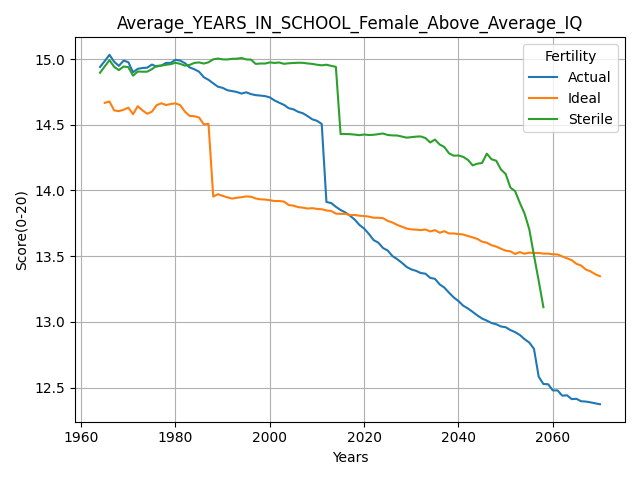 Average_YEARS_IN_SCHOOL_Female_Above_Average_IQ
Score(0-20)
15.0
14.5
14.0
13.5
13.0
12.5
Fertility
Actual
Ideal
Sterile
1960 1980 2000 2020 2040 2060
Years